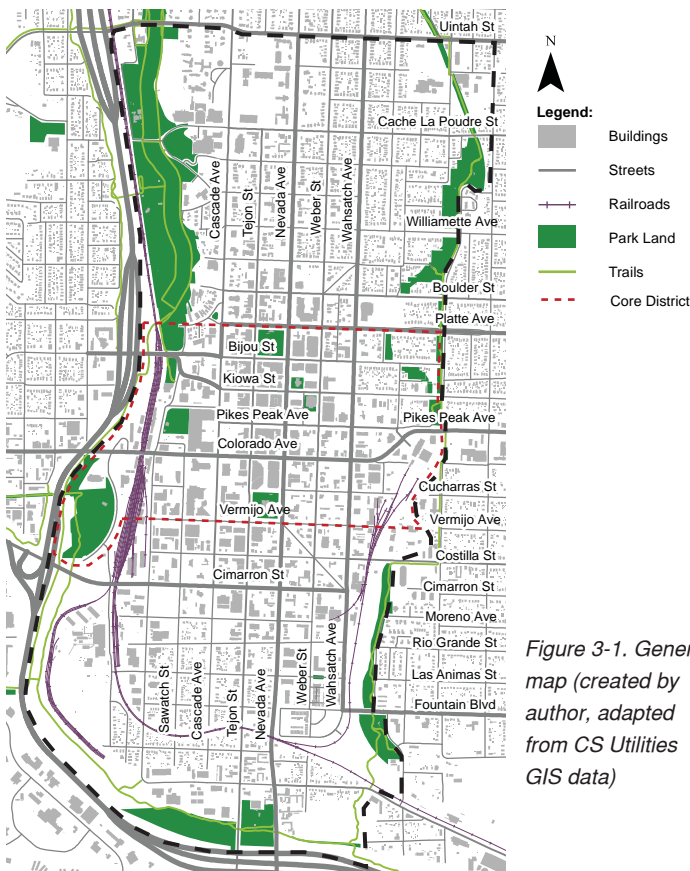 Uintah St
Cache La Poudre St
Cascade Ave
Tejon St
Nevada Ave
Weber St
Wahsatch Ave
Williamette Ave
Boulder St
Platte Ave
Bijou St
Kiowa St
Pikes Peak Ave
Pikes Peak Ave
Colorado Ave
Cucharras St
Vermijo Ave
Vermijo Ave
Costilla St
Cimarron St
Cimarron St
Moreno Ave
Rio Grande St
Las Animas St
Fountain Blvd
Sawatch St
Cascade Ave
Tejon St
Nevada Ave
Weber St
Wahsatch Ave
N
Legend:
Buildings
Streets
Railroads
Park Land
Trails
Core District
Figure 3-1. Gener
map (created by
author, adapted
from CS Utilities
GIS data)